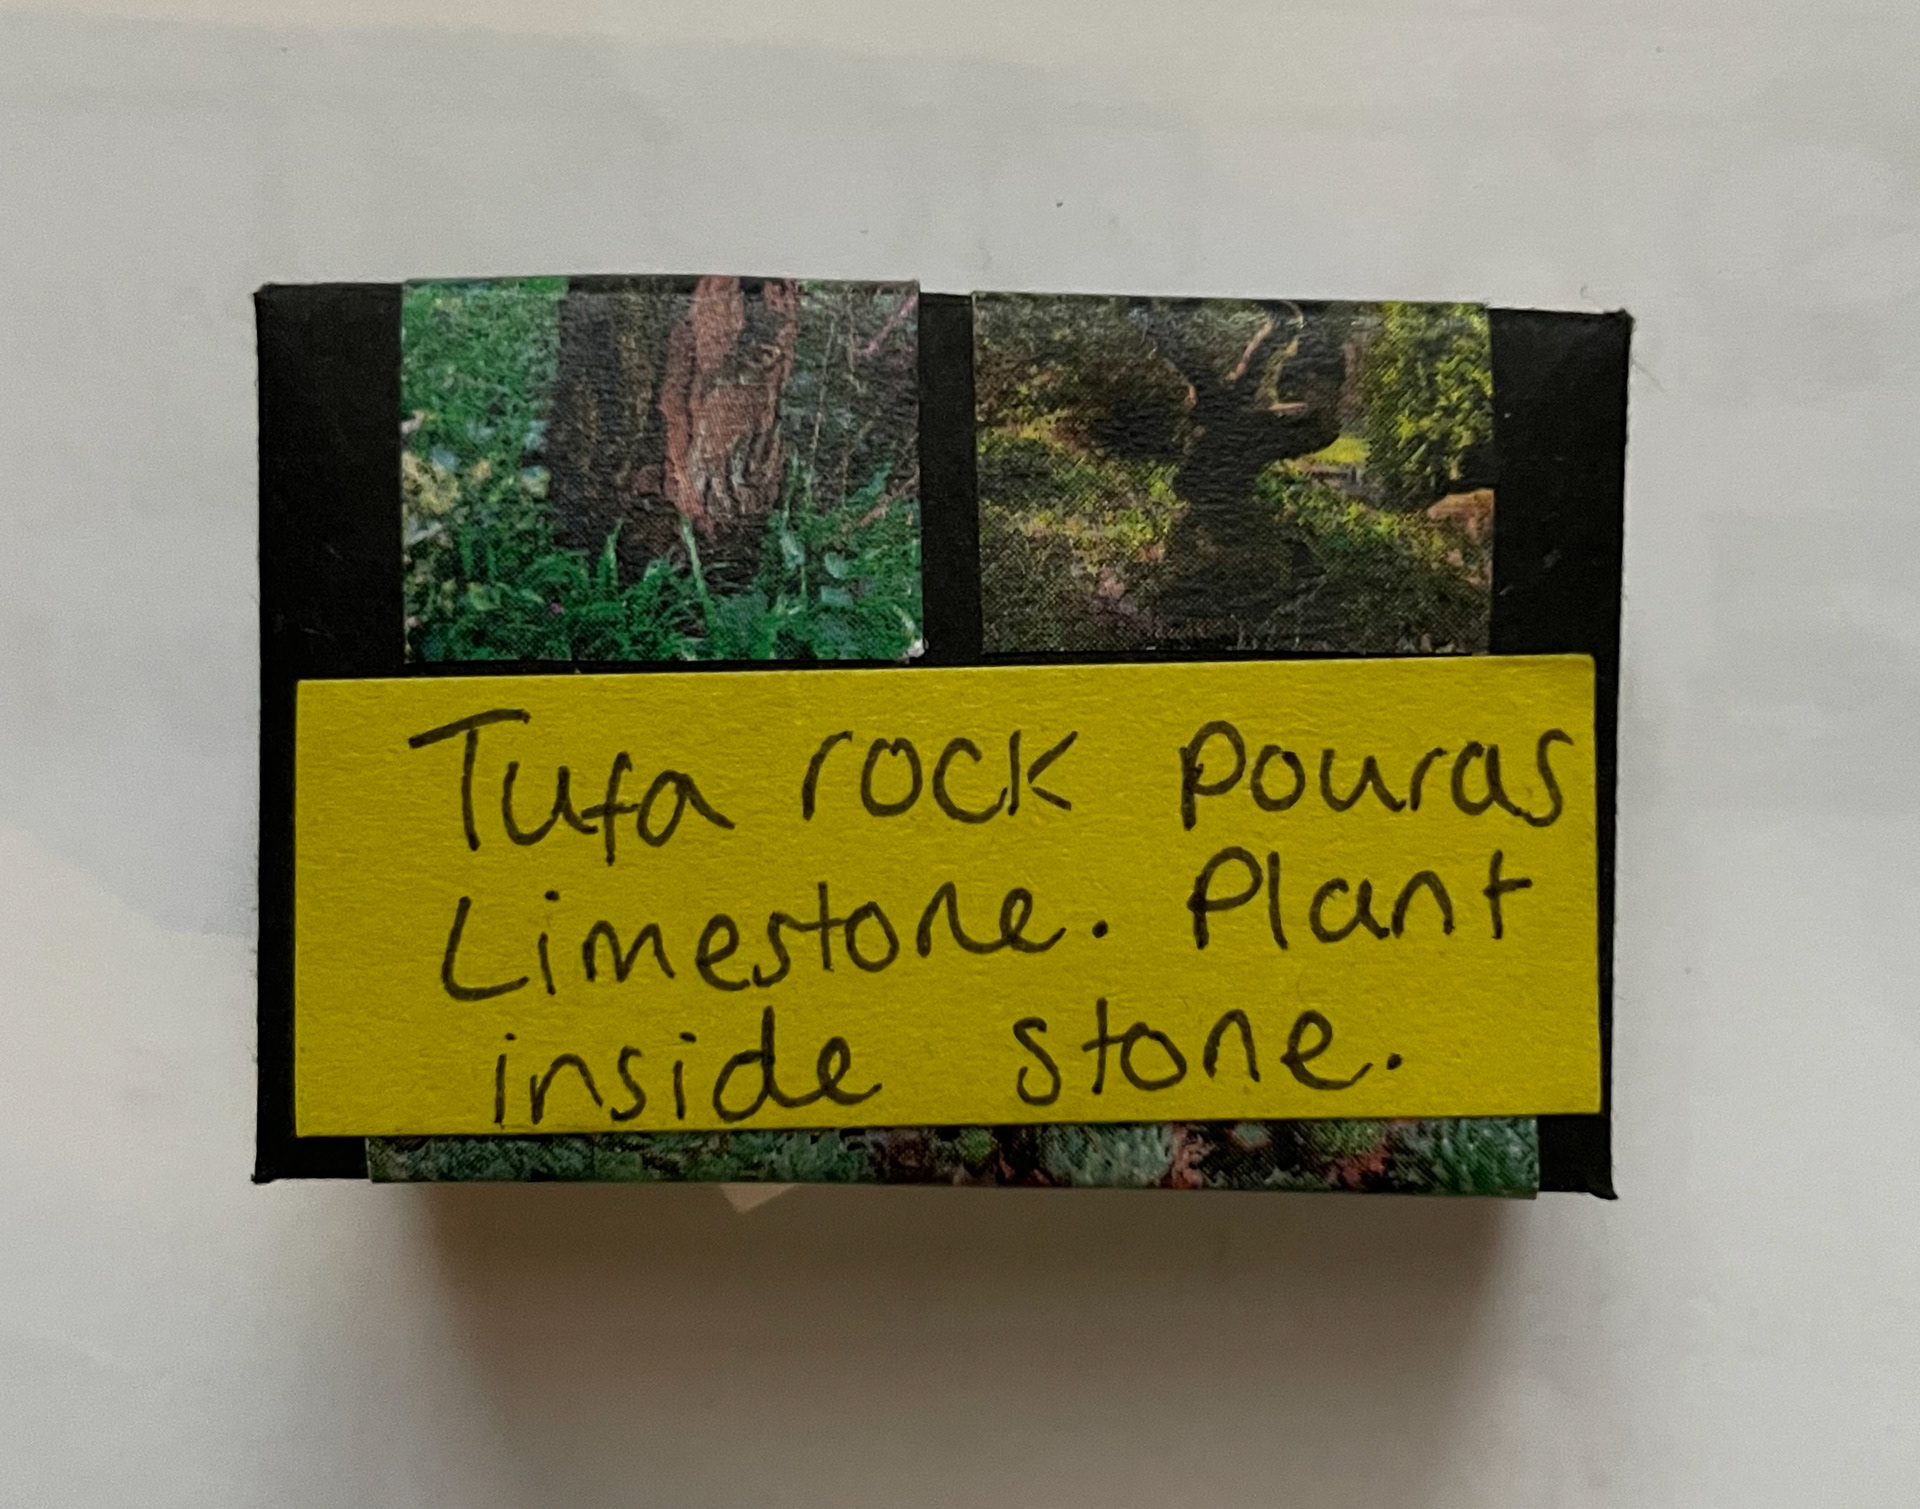 Tufa rock pouras
Limestone. Plant
inside stone.